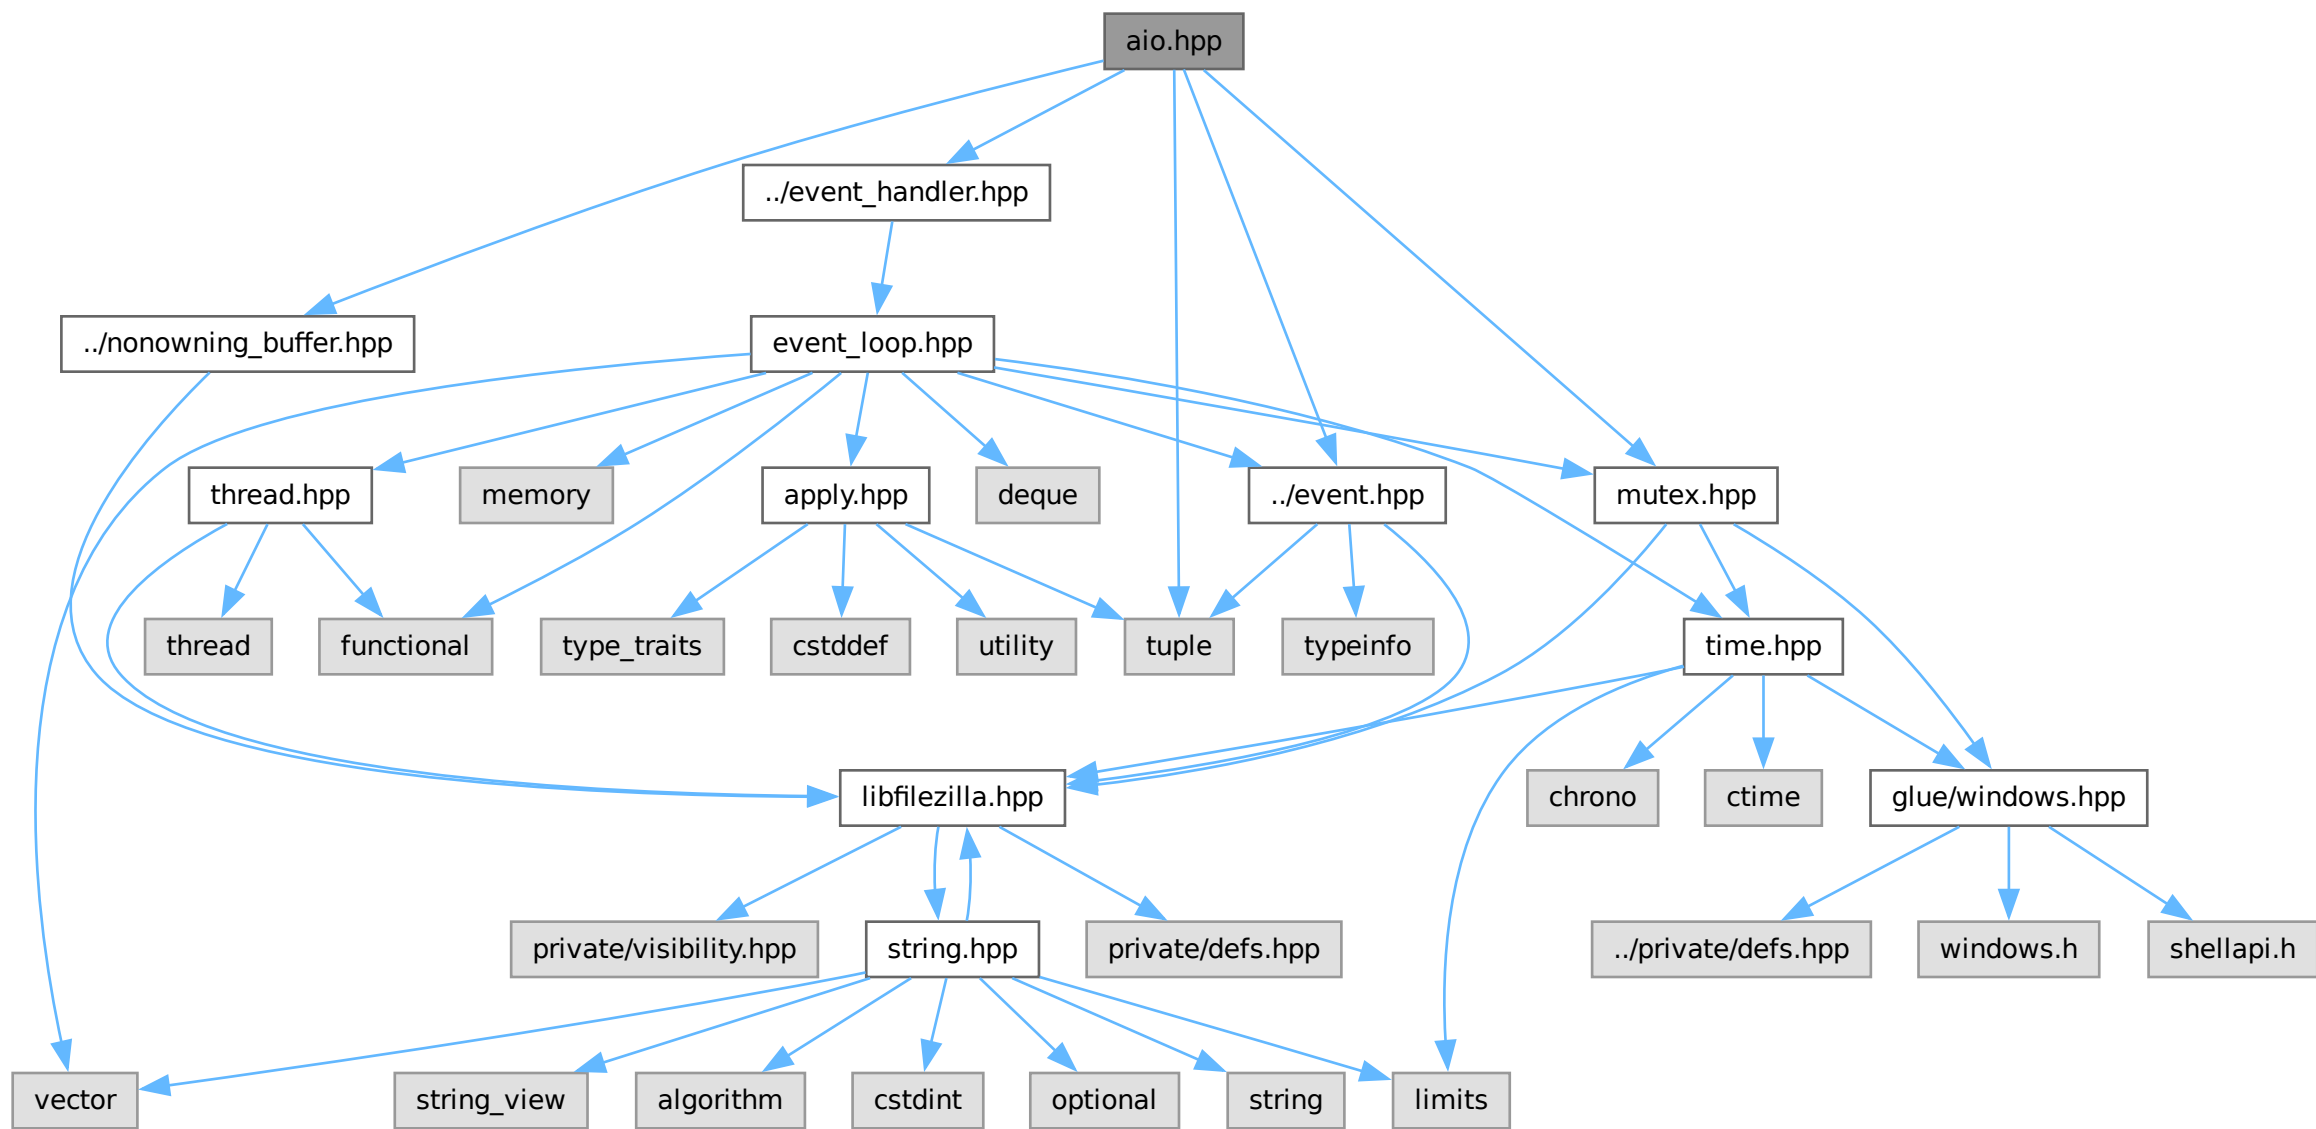 aio.hpp
../event_handler.hpp
../nonowning_buffer.hpp
event_loop.hpp
thread.hpp
memory
apply.hpp
deque
../event.hpp
mutex.hpp
thread
functional
type_traits
cstddef
utility
tuple
typeinfo
time.hpp
libfilezilla.hpp
chrono
ctime
glue/windows.hpp
private/visibility.hpp
string.hpp
private/defs.hpp
../private/defs.hpp
windows.h
shellapi.h
vector
string_view
algorithm
cstdint
optional
string
limits